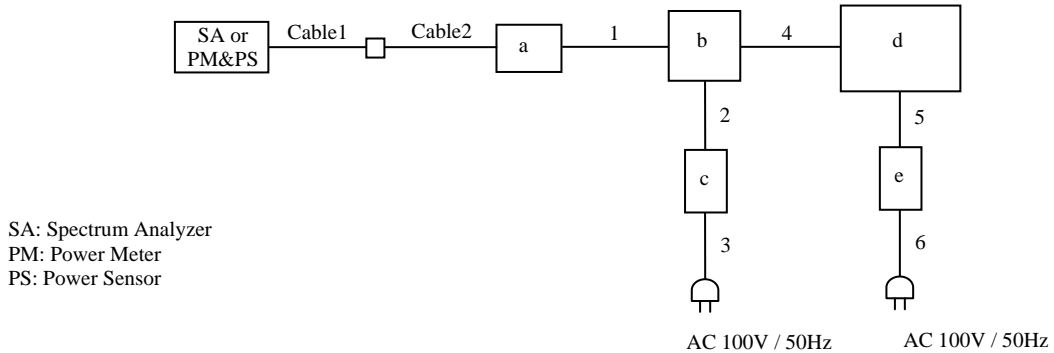 SA or
PM&PS
Cable1
Cable2
a
1
b
4
d
2
5
c
e
3
6
SA: Spectrum Analyzer
PM: Power Meter
PS: Power Sensor
AC 100V / 50Hz
AC 100V / 50Hz